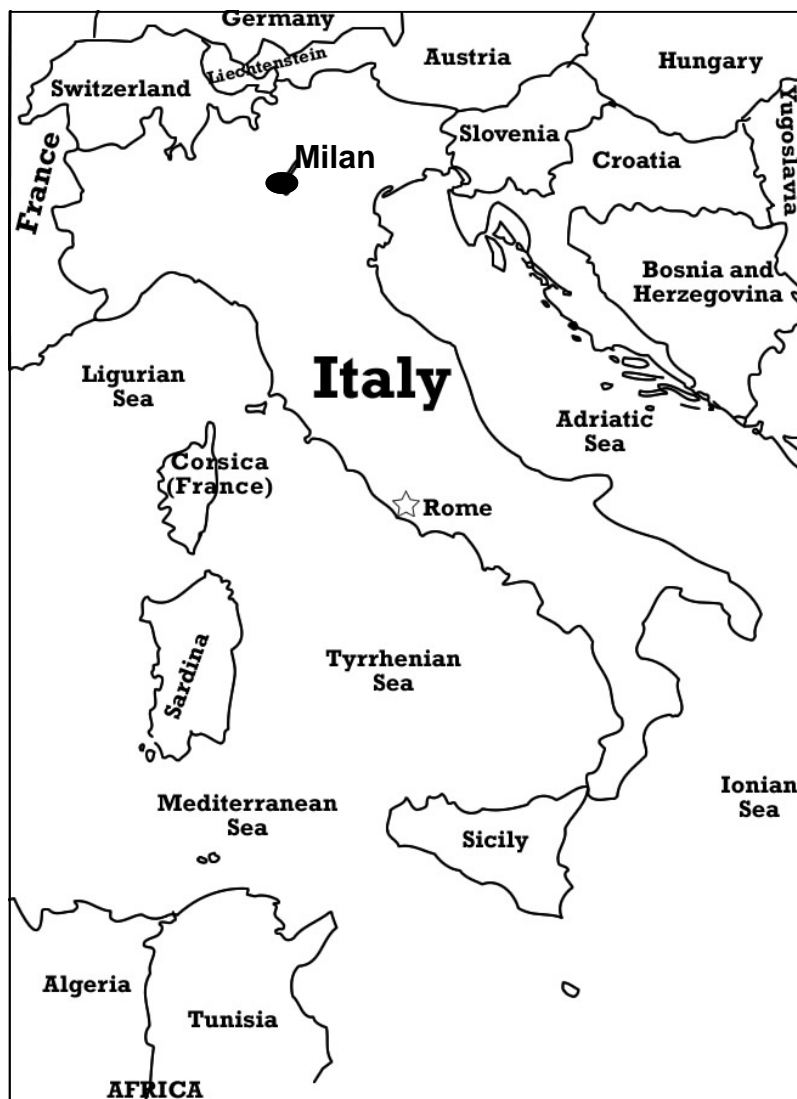 Germany
Liechtenstein
Austria
Hungary
Switzerland
Yugoslavia
Slovenia
Milan
Croatia
France
Bosnia and
Herzegovina
Italy
Ligurian
Sea
Adriatic
Sea
Corsica
(France)
Rome
Tyrrhenian
Sea
Sardina
Ionian
Sea
Mediterranean
Sea
Sicily
Algeria
Tunisia
AFRICA